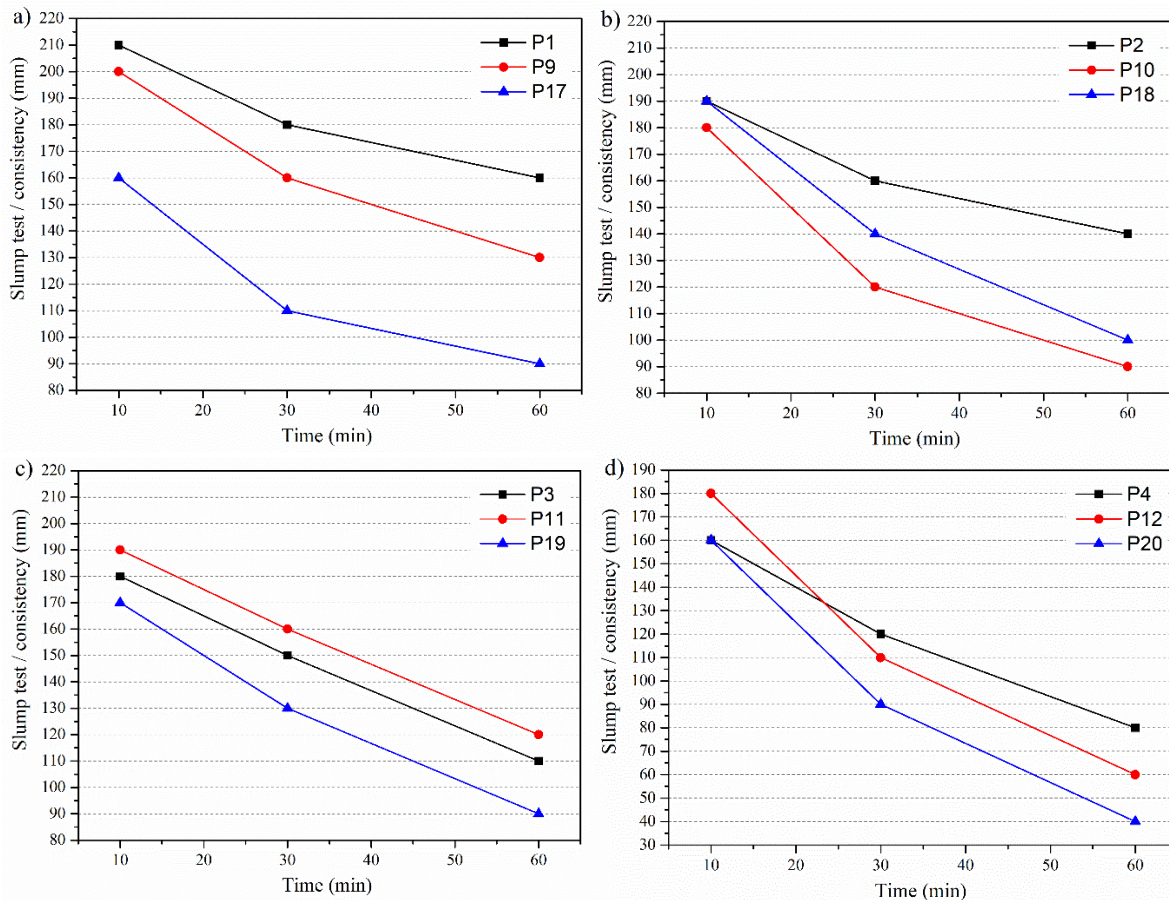 a)
Slump test / consistency (mm)
220
210
200
190
180
170
160
150
140
130
120
110
100
90
80
P1
P9
P17
10 20 30 40 50 60
Time (min)
b)
Slump test / consistency (mm)
220
210
200
190
180
170
160
150
140
130
120
110
100
90
80
P2
P10
P18
10 20 30 40 50 60
Time (min)
c)
Slump test / consistency (mm)
220
210
200
190
180
170
160
150
140
130
120
110
100
90
80
P3
P11
P19
10 20 30 40 50 60
Time (min)
d)
Slump test / consistency (mm)
190
180
170
160
150
140
130
120
110
100
90
80
70
60
50
40
30
P4
P12
P20
10 20 30 40 50 60
Time (min)